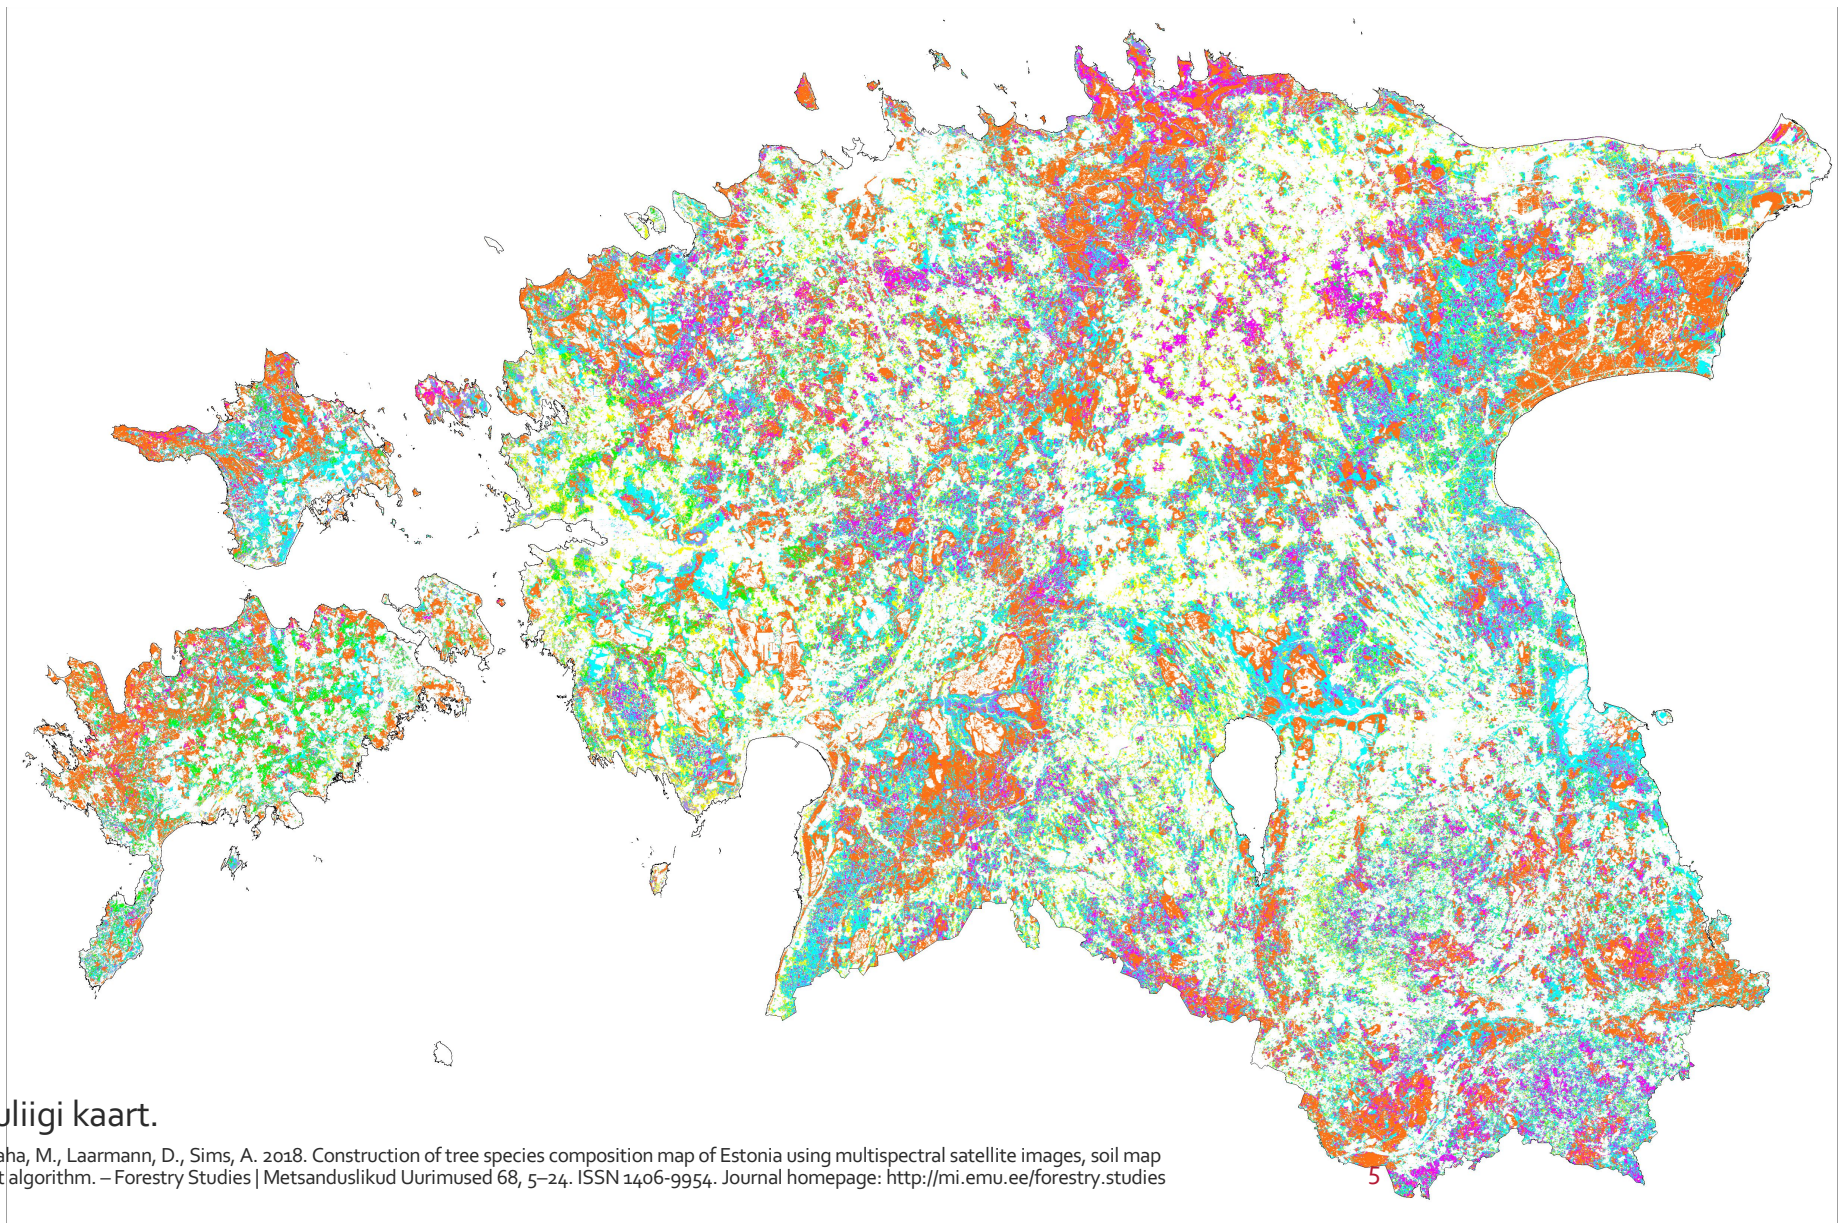 uliigi kaart.
aha, M., Laarmann, D., Sims, A. 2018. Construction of tree species composition map of Estonia using multispectral satellite images, soil map
t algorithm. – Forestry Studies | Metsanduslikud Uurimused 68, 5–24. ISSN 1406-9954. Journal homepage: http://mi.emu.ee/forestry.studies
5